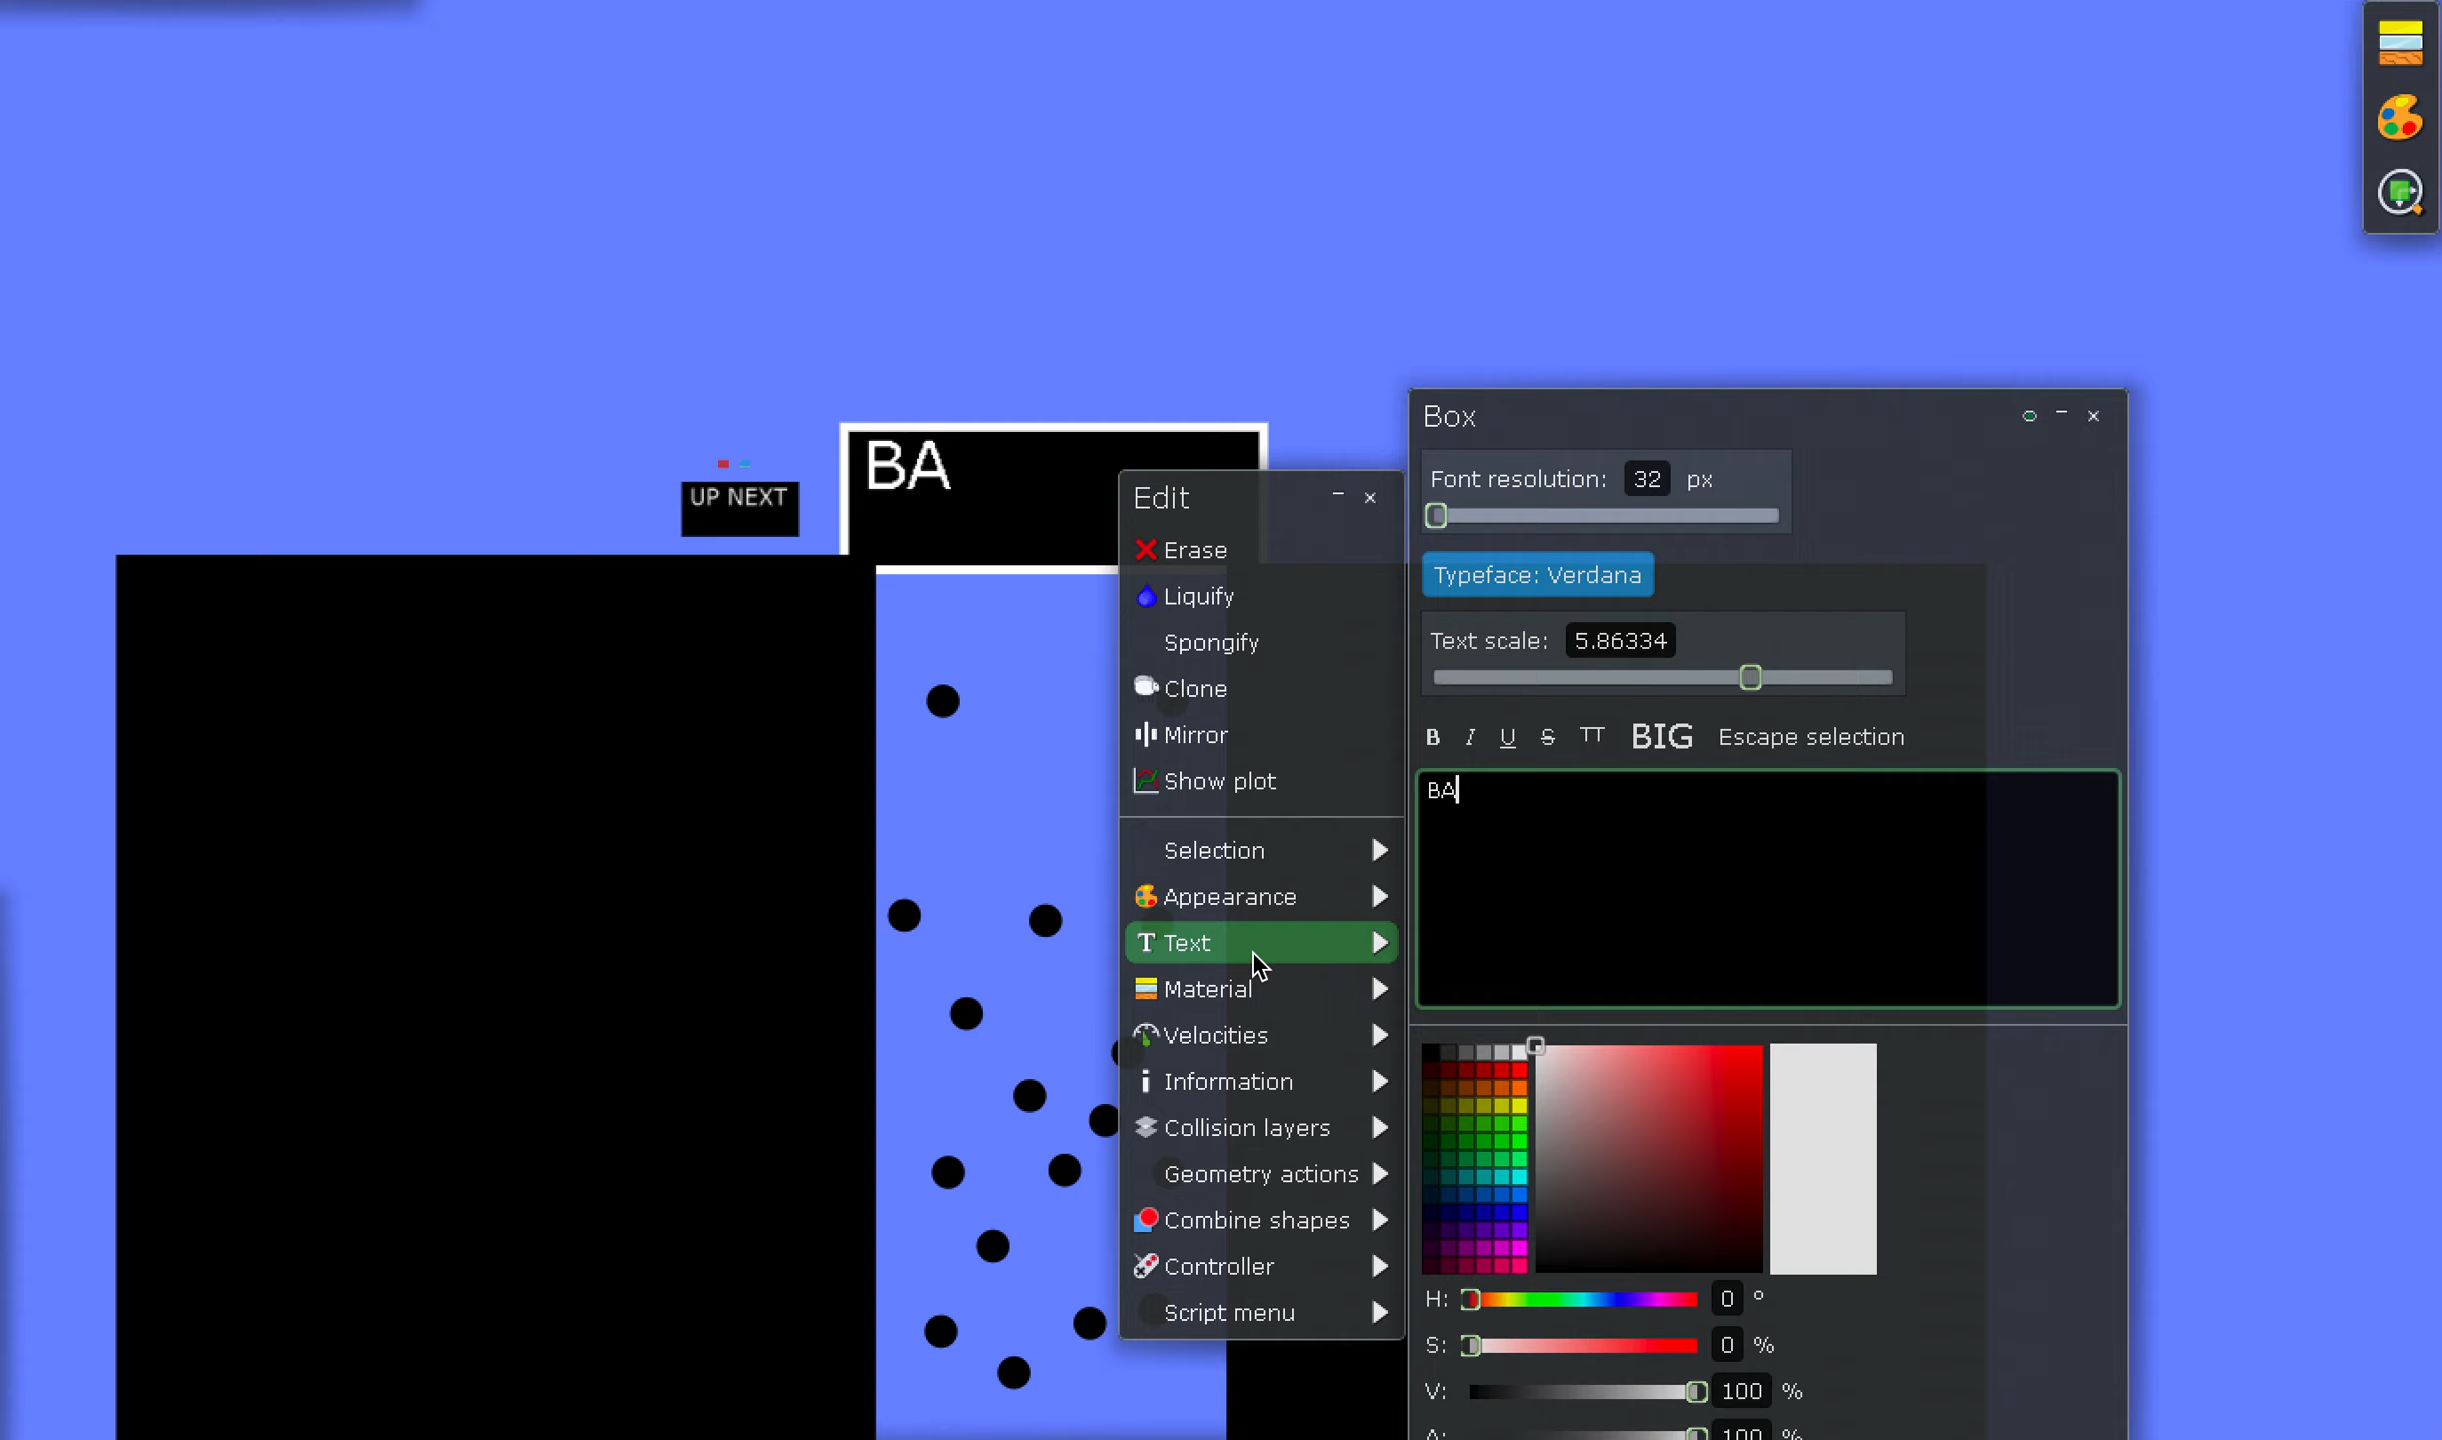 BA
UP NEXT
Edit
Erase
Liquify
Spongify
Clone
Mirror
Show plot
Selection
Appearance
Text
Material
Velocities
Information
Collision layers
Geometry actions
Combine shapes
Controller
Script menu
Box
Font resolution: 32 px
Typeface: Verdana
Text scale: 5.86334
B I U S TT BIG Escape selection
BA
H: 0 °
S: 0 %
V: 100 %
A: 100 %